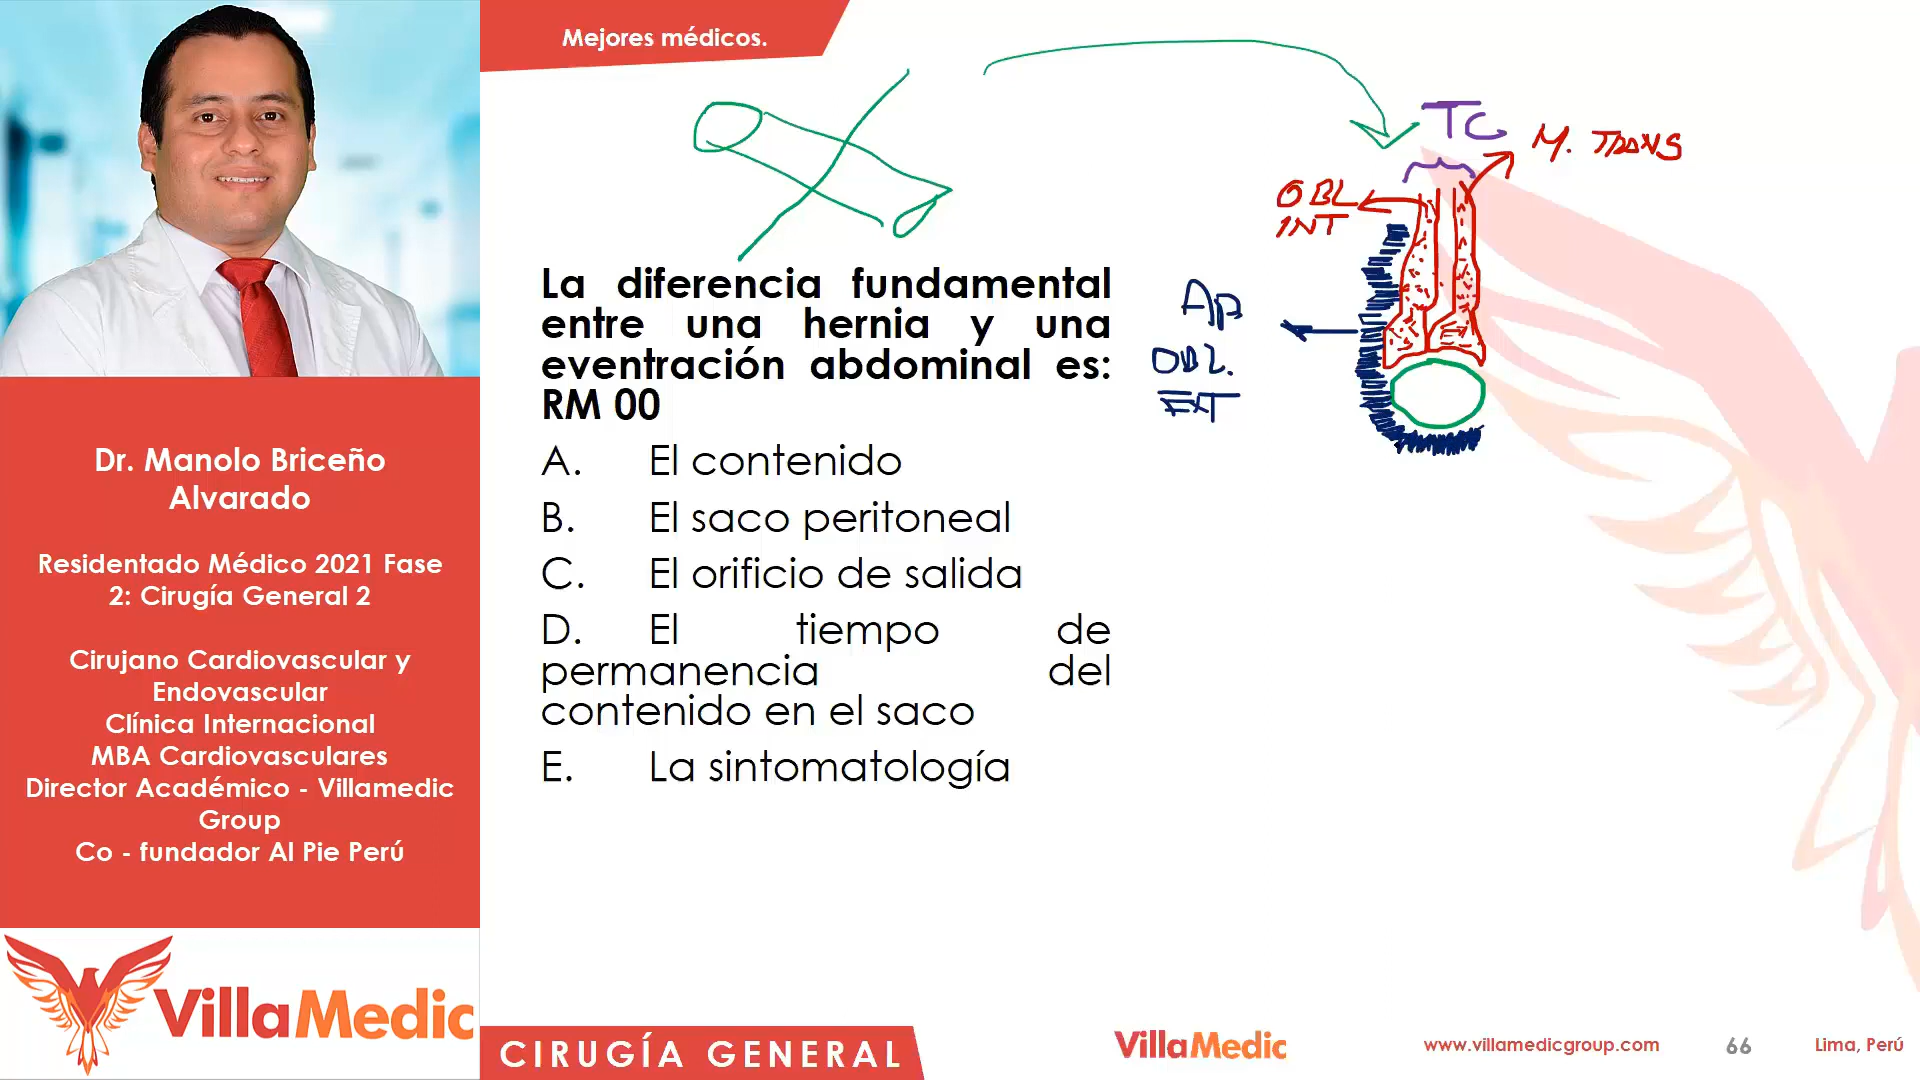 Mejores médicos.
TC
M. TRANS
OBL
INT
Ap
OBL.
EXT
La diferencia fundamental
entre una hernia y una
eventración abdominal es:
RM 00
A. El contenido
B. El saco peritoneal
C. El orificio de salida
D. El tiempo de
permanencia del
contenido en el saco
E. La sintomatología
Dr. Manolo Briceño
Alvarado
Residentado Médico 2021 Fase
2: Cirugía General 2
Cirujano Cardiovascular y
Endovascular
Clínica Internacional
MBA Cardiovasculares
Director Académico - Villamedic
Group
Co - fundador Al Pie Perú
VillaMedic
CIRUGÍA GENERAL
VillaMedic
www.villamedicgroup.com
66
Lima, Perú